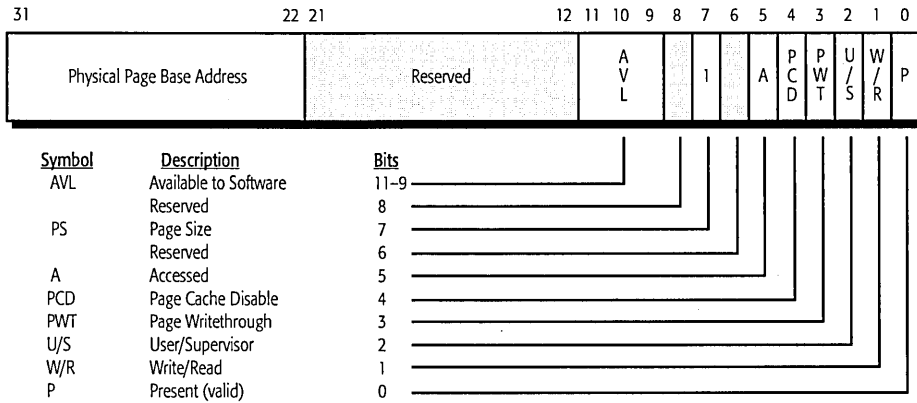 31 22 21 12 11 10 9 8 7 6 5 4 3 2 1 0
Physical Page Base Address Reserved AVL 1 A PCD PWT U/S W/R P
Symbol Description Bits
AVL Available to Software 11–9
Reserved 8
PS Page Size 7
Reserved 6
A Accessed 5
PCD Page Cache Disable 4
PWT Page Writethrough 3
U/S User/Supervisor 2
W/R Write/Read 1
P Present (valid) 0